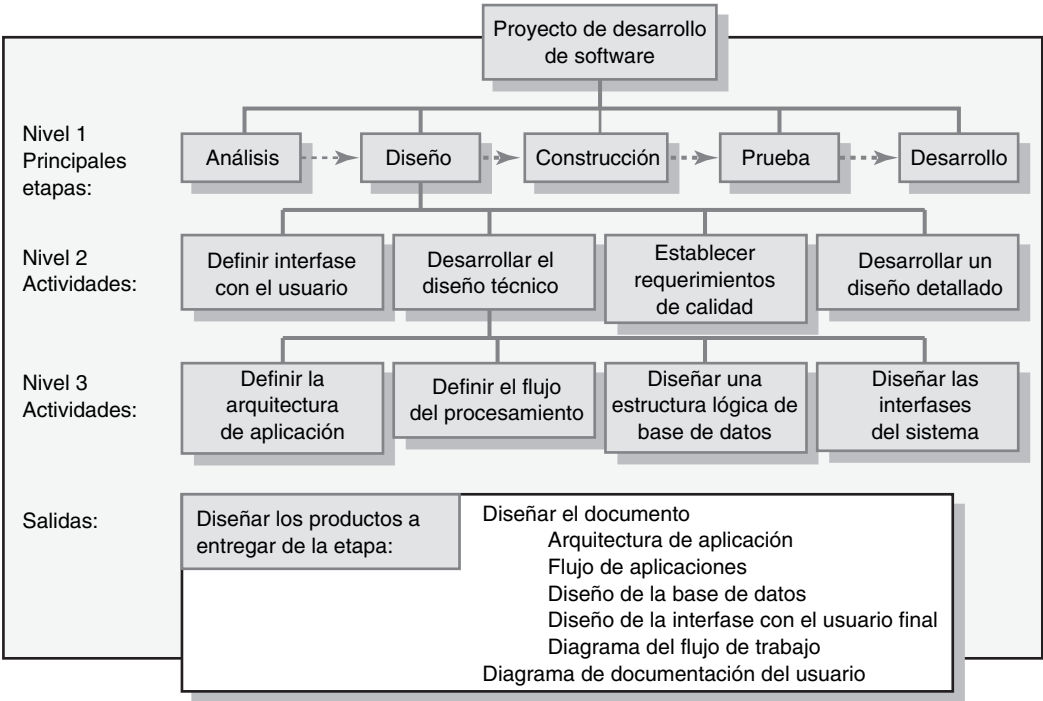 Proyecto de desarrollo
de software
Nivel 1
Principales
etapas:
Análisis
Diseño
Construcción
Prueba
Desarrollo
Nivel 2
Actividades:
Definir interfase
con el usuario
Desarrollar el
diseño técnico
Establecer
requerimientos
de calidad
Desarrollar un
diseño detallado
Nivel 3
Actividades:
Definir la
arquitectura
de aplicación
Definir el flujo
del procesamiento
Diseñar una
estructura lógica de
base de datos
Diseñar las
interfases
del sistema
Salidas:
Diseñar los productos a
entregar de la etapa:
Diseñar el documento
Arquitectura de aplicación
Flujo de aplicaciones
Diseño de la base de datos
Diseño de la interfase con el usuario final
Diagrama del flujo de trabajo
Diagrama de documentación del usuario